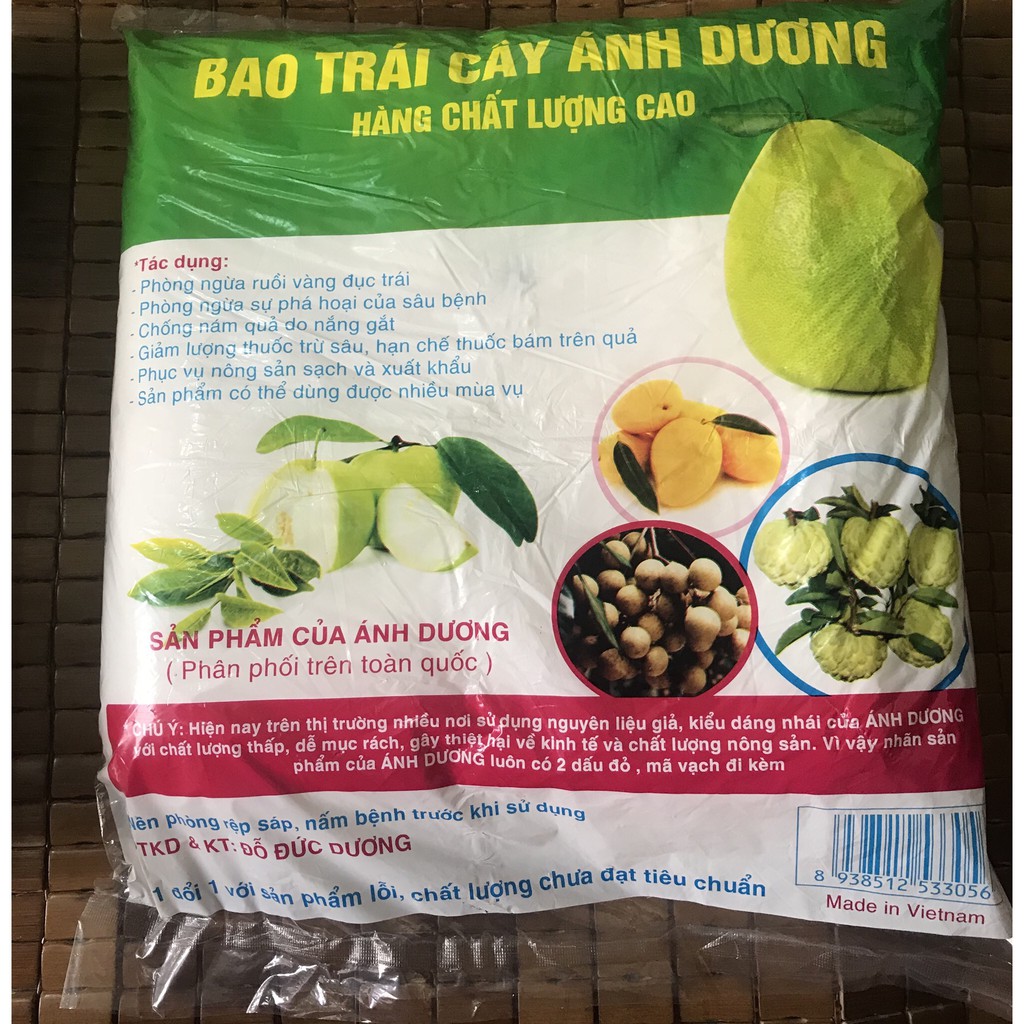 BAO TRÁI CÂY ÁNH DƯƠNG
HÀNG CHẤT LƯỢNG CAO
*Tác dụng:
- Phòng ngừa ruồi vàng đục trái
- Phòng ngừa sự phá hoại của sâu bệnh
- Chống nám quả do nắng gắt
- Giảm lượng thuốc trừ sâu, hạn chế thuốc bám trên quả
- Phục vụ nông sản sạch và xuất khẩu
- Sản phẩm có thể dùng được nhiều mùa vụ
SẢN PHẨM CỦA ÁNH DƯƠNG
( Phân phối trên toàn quốc )
CHÚ Ý: Hiện nay trên thị trường nhiều nơi sử dụng nguyên liệu giả, kiểu dáng nhái của ÁNH DƯƠNG
với chất lượng thấp, dễ mục rách, gây thiệt hại về kinh tế và chất lượng nông sản. Vì vậy nhãn sản
phẩm của ÁNH DƯƠNG luôn có 2 dấu đỏ , mã vạch đi kèm
Nên phòng rệp sáp, nấm bệnh trước khi sử dụng
TKD & KT: ĐỖ ĐỨC DƯƠNG
1 đổi 1 với sản phẩm lỗi, chất lượng chưa đạt tiêu chuẩn
8 938512 533056
Made in Vietnam